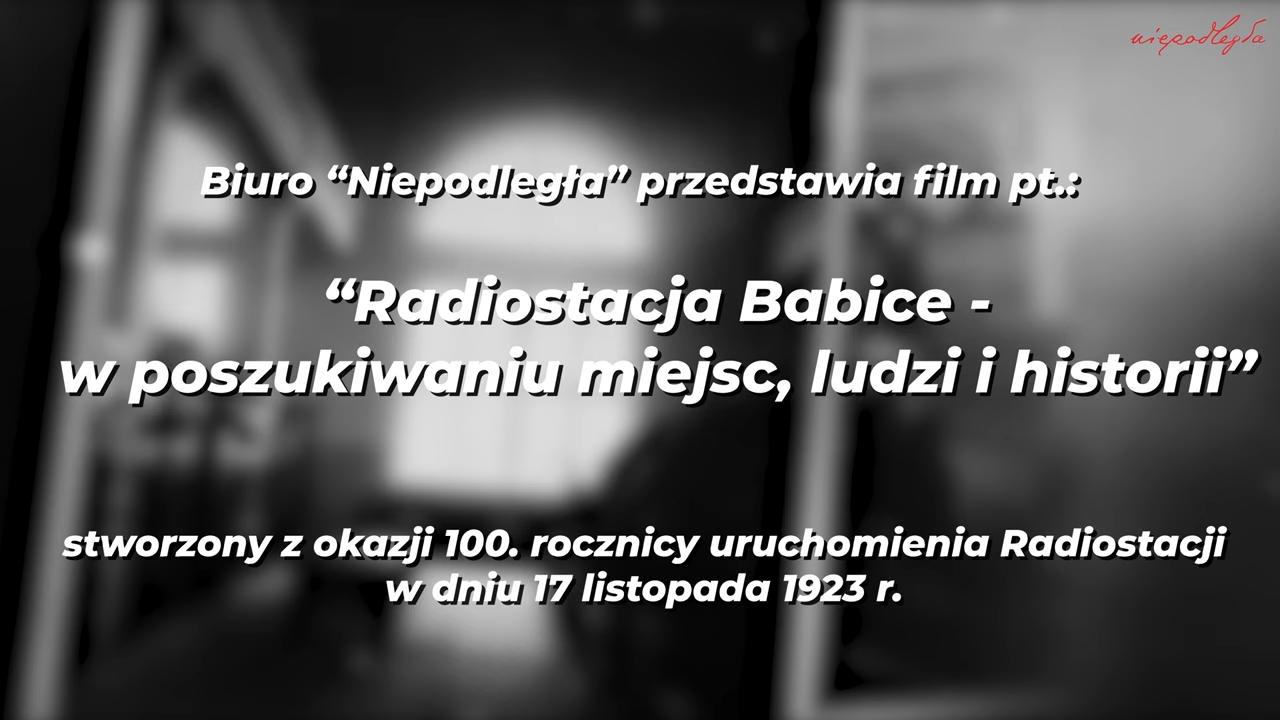 niepodległa
Biuro “Niepodległa” przedstawia film pt.:
“Radiostacja Babice -
w poszukiwaniu miejsc, ludzi i historii”
stworzony z okazji 100. rocznicy uruchomienia Radiostacji
w dniu 17 listopada 1923 r.